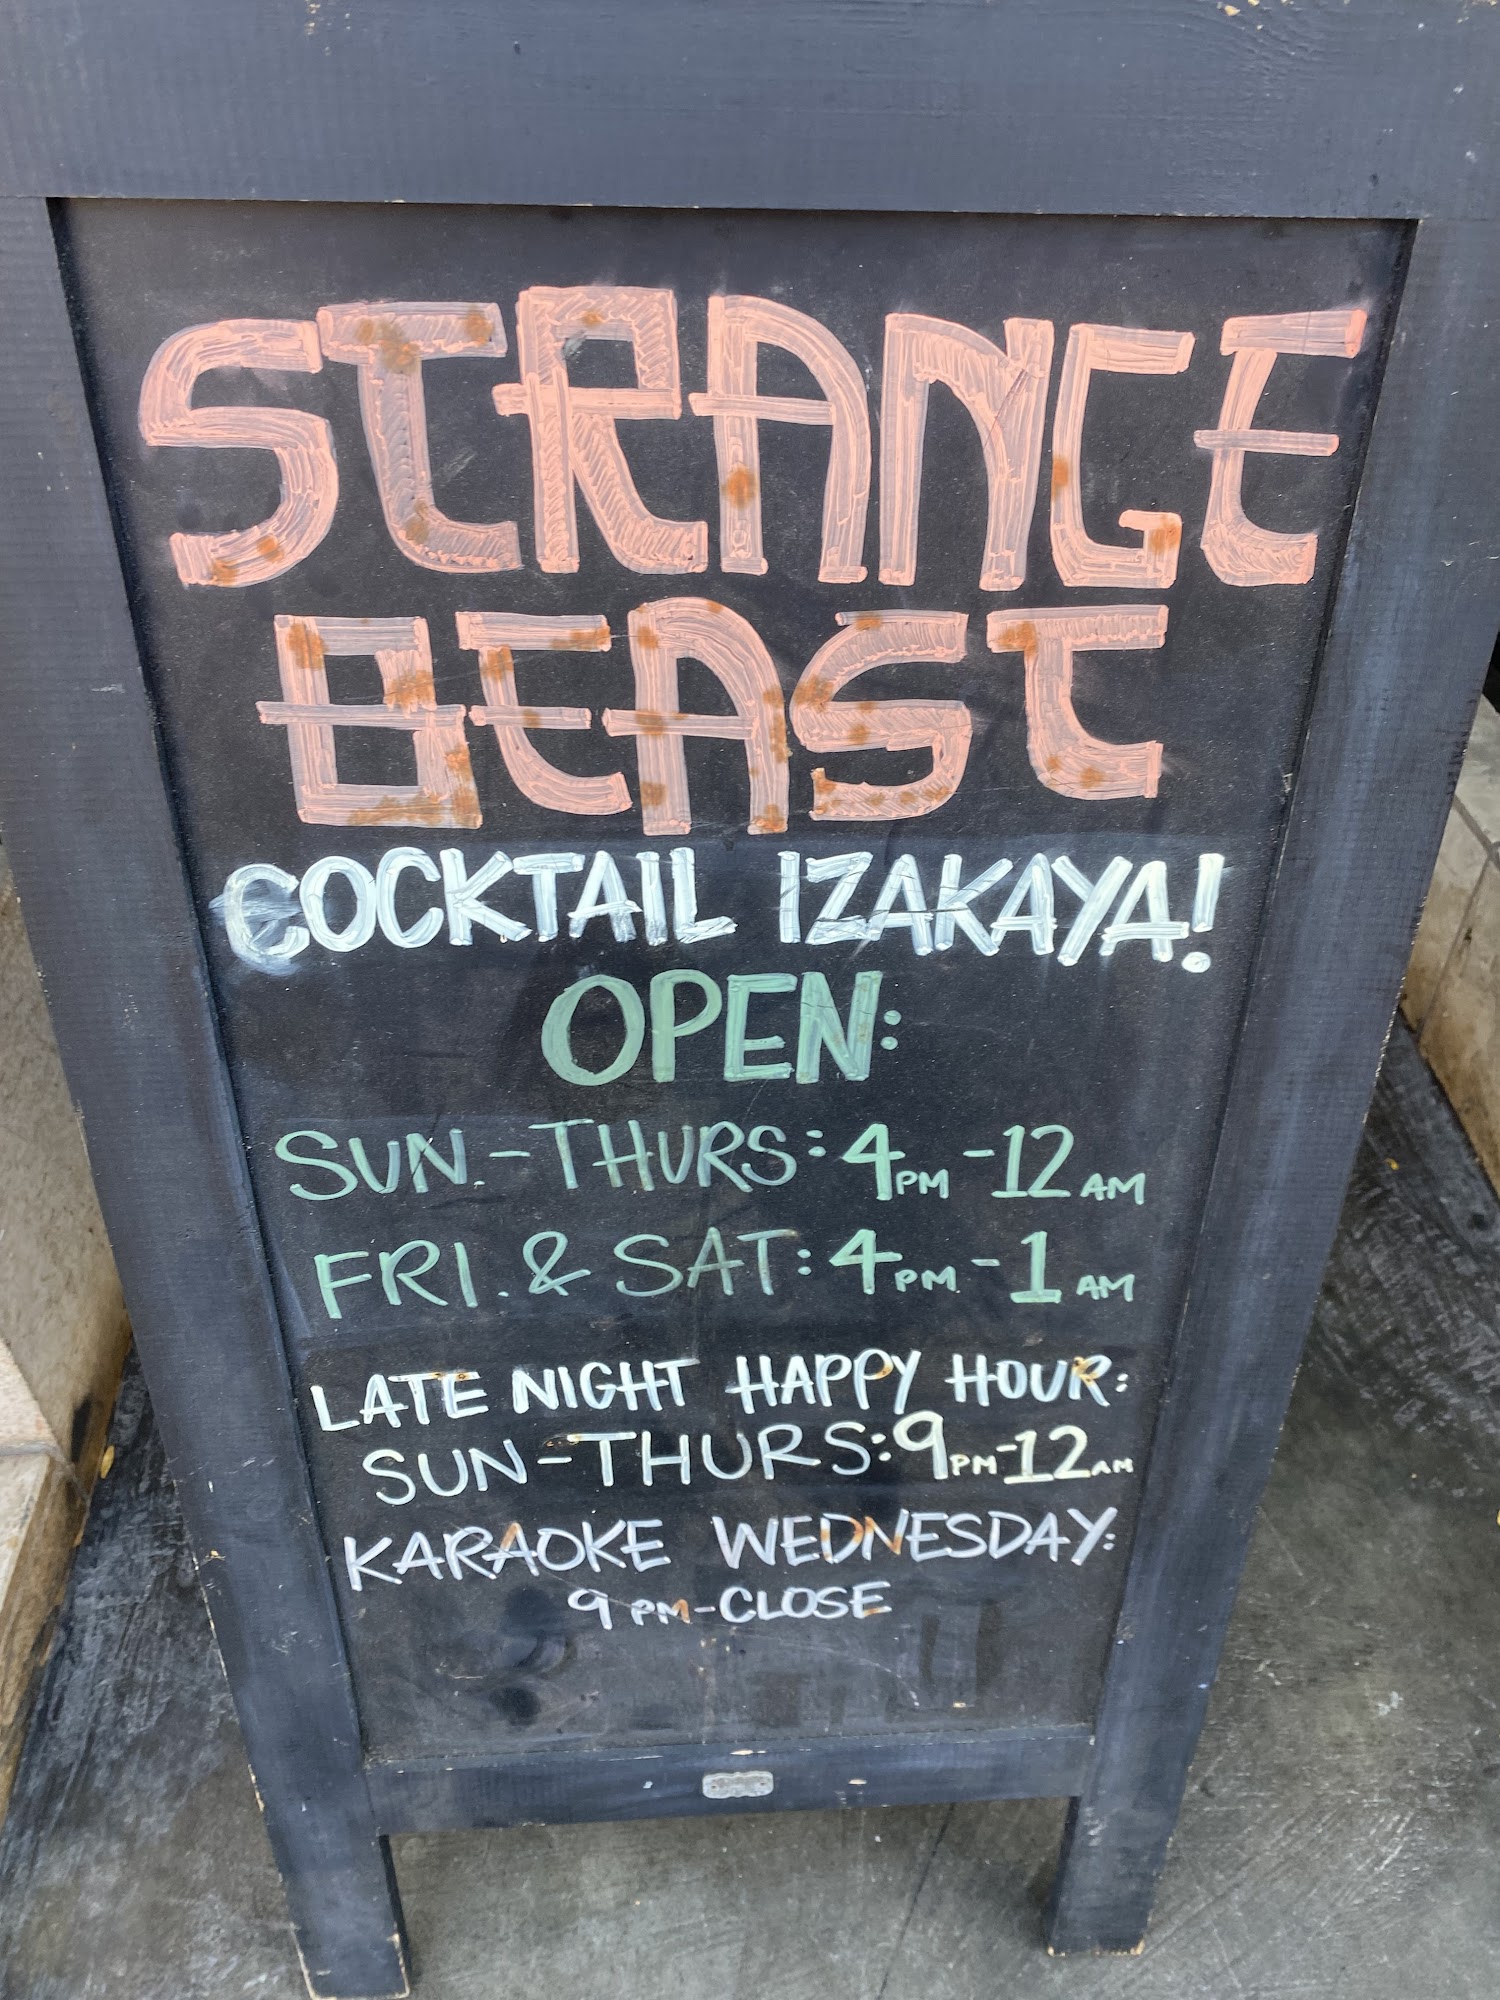 STRANGE
BEAST
COCKTAIL IZAKAYA!
OPEN:
SUN.-THURS: 4PM-12AM
FRI. & SAT: 4PM-1AM
LATE NIGHT HAPPY HOUR:
SUN-THURS: 9PM-12AM
KARAOKE WEDNESDAY:
9PM-CLOSE